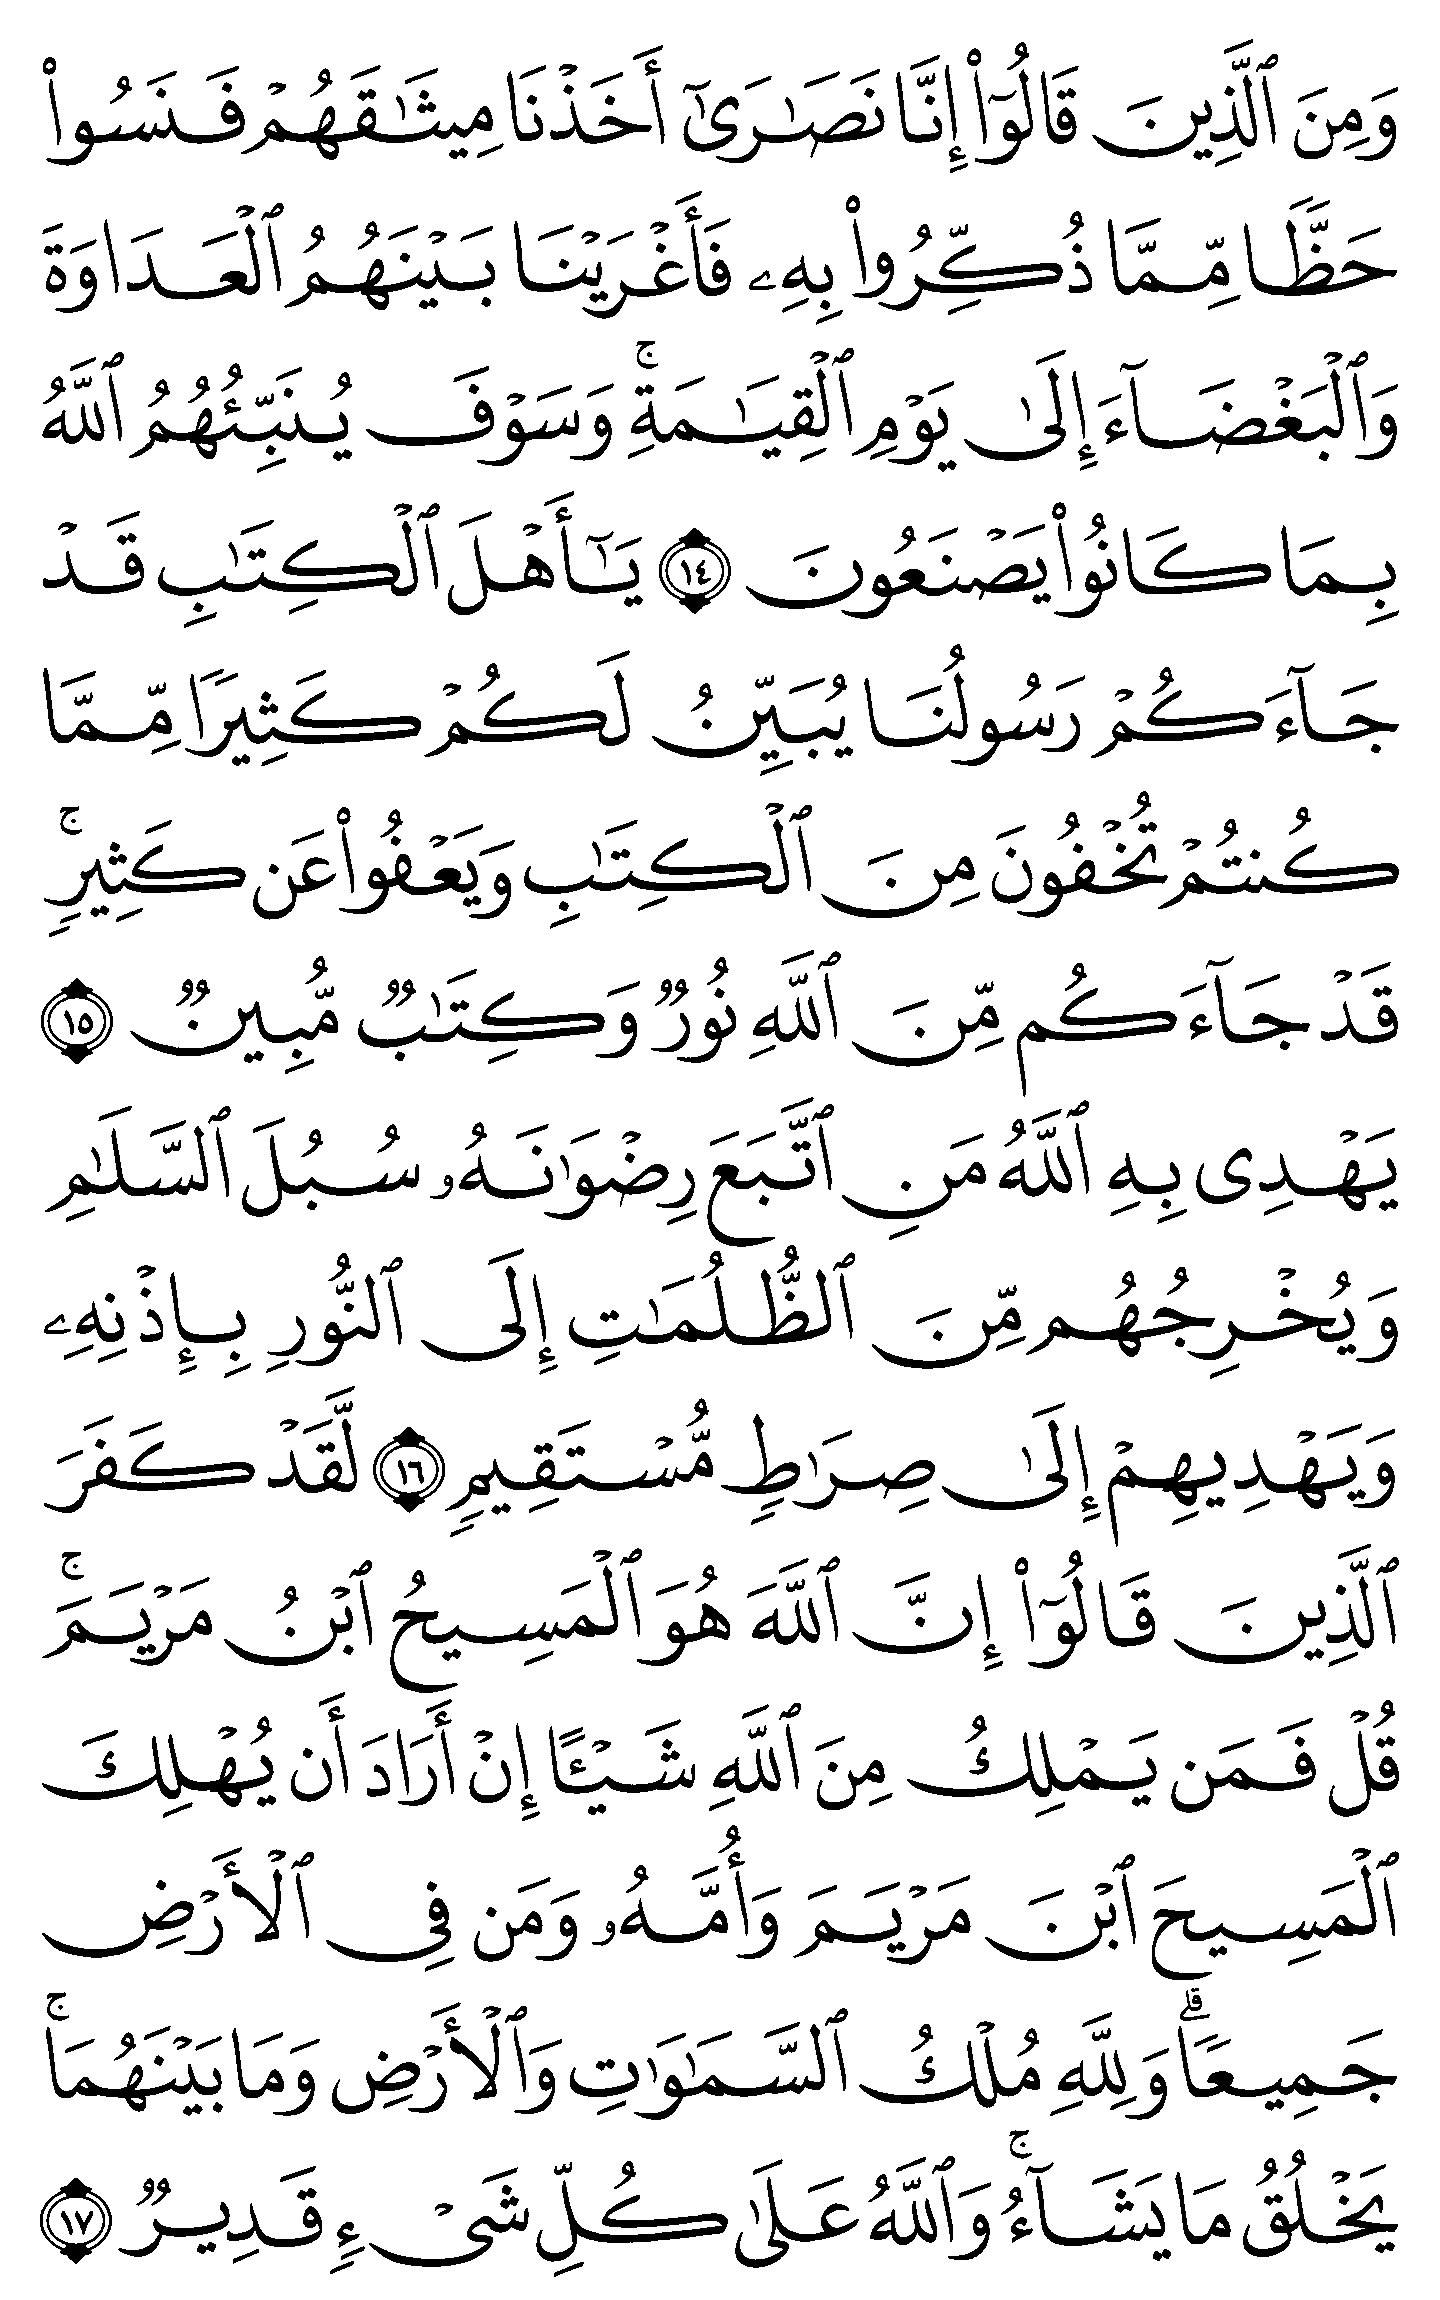 وَمِنَ ٱلَّذِينَ قَالُوٓا۟ إِنَّا نَصَـٰرَىٰٓ أَخَذْنَا مِيثَـٰقَهُمْ فَنَسُوا۟
حَظًّا مِّمَّا ذُكِّرُوا۟ بِهِۦ فَأَغْرَيْنَا بَيْنَهُمُ ٱلْعَدَاوَةَ
وَٱلْبَغْضَآءَ إِلَىٰ يَوْمِ ٱلْقِيَـٰمَةِ ۚ وَسَوْفَ يُنَبِّئُهُمُ ٱللَّهُ
بِمَا كَانُوا۟ يَصْنَعُونَ ١٤ يَـٰٓأَهْلَ ٱلْكِتَـٰبِ قَدْ
جَآءَكُمْ رَسُولُنَا يُبَيِّنُ لَكُمْ كَثِيرًا مِّمَّا
كُنتُمْ تُخْفُونَ مِنَ ٱلْكِتَـٰبِ وَيَعْفُوا۟ عَن كَثِيرٍ ۚ
قَدْ جَآءَكُم مِّنَ ٱللَّهِ نُورٌ وَكِتَـٰبٌ مُّبِينٌ ١٥
يَهْدِى بِهِ ٱللَّهُ مَنِ ٱتَّبَعَ رِضْوَٰنَهُۥ سُبُلَ ٱلسَّلَـٰمِ
وَيُخْرِجُهُم مِّنَ ٱلظُّلُمَـٰتِ إِلَى ٱلنُّورِ بِإِذْنِهِۦ
وَيَهْدِيهِمْ إِلَىٰ صِرَٰطٍ مُّسْتَقِيمٍ ١٦ لَّقَدْ كَفَرَ
ٱلَّذِينَ قَالُوٓا۟ إِنَّ ٱللَّهَ هُوَ ٱلْمَسِيحُ ٱبْنُ مَرْيَمَ ۚ
قُلْ فَمَن يَمْلِكُ مِنَ ٱللَّهِ شَيْـًٔا إِنْ أَرَادَ أَن يُهْلِكَ
ٱلْمَسِيحَ ٱبْنَ مَرْيَمَ وَأُمَّهُۥ وَمَن فِى ٱلْأَرْضِ
جَمِيعًا ۗ وَلِلَّهِ مُلْكُ ٱلسَّمَـٰوَٰتِ وَٱلْأَرْضِ وَمَا بَيْنَهُمَا ۚ
يَخْلُقُ مَا يَشَآءُ ۚ وَٱللَّهُ عَلَىٰ كُلِّ شَىْءٍ قَدِيرٌ ١٧